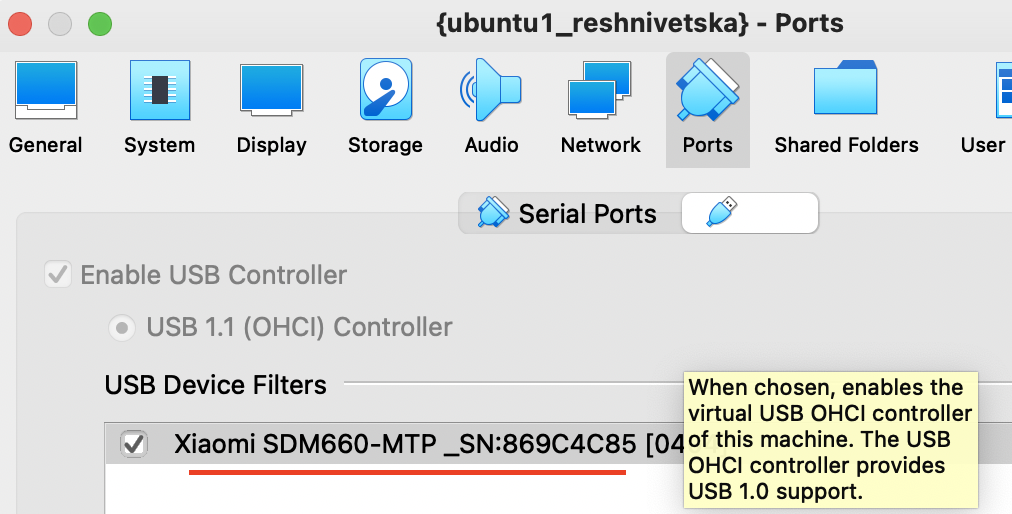 {ubuntu1_reshnivetska} - Ports
General System Display Storage Audio Network Ports Shared Folders User
Serial Ports
Enable USB Controller
USB 1.1 (OHCI) Controller
USB Device Filters
Xiaomi SDM660-MTP _SN:869C4C85 [04
When chosen, enables the
virtual USB OHCI controller
of this machine. The USB
OHCI controller provides
USB 1.0 support.